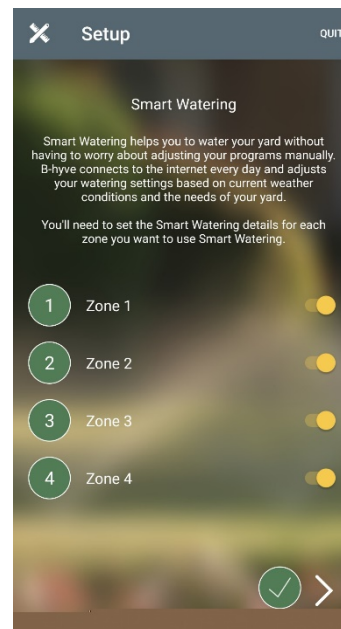 Setup
QUIT
Smart Watering
Smart Watering helps you to water your yard without
having to worry about adjusting your programs manually.
B-hyve connects to the internet every day and adjusts
your watering settings based on current weather
conditions and the needs of your yard.
You'll need to set the Smart Watering details for each
zone you want to use Smart Watering.
1 Zone 1
2 Zone 2
3 Zone 3
4 Zone 4